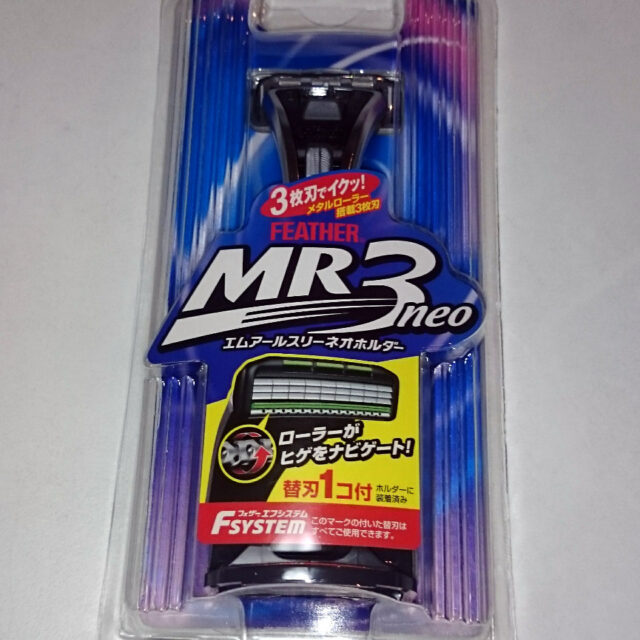 3枚刃でイクッ!
メタルローラー
搭載3枚刃
FEATHER
MR3neo
エムアールスリーネオホルダー
ローラーが
ヒゲをナビゲート!
替刃1コ付 ホルダーに
装着済み
フェザー エフシステム
F SYSTEM
このマークの付いた替刃は
すべてご使用できます。